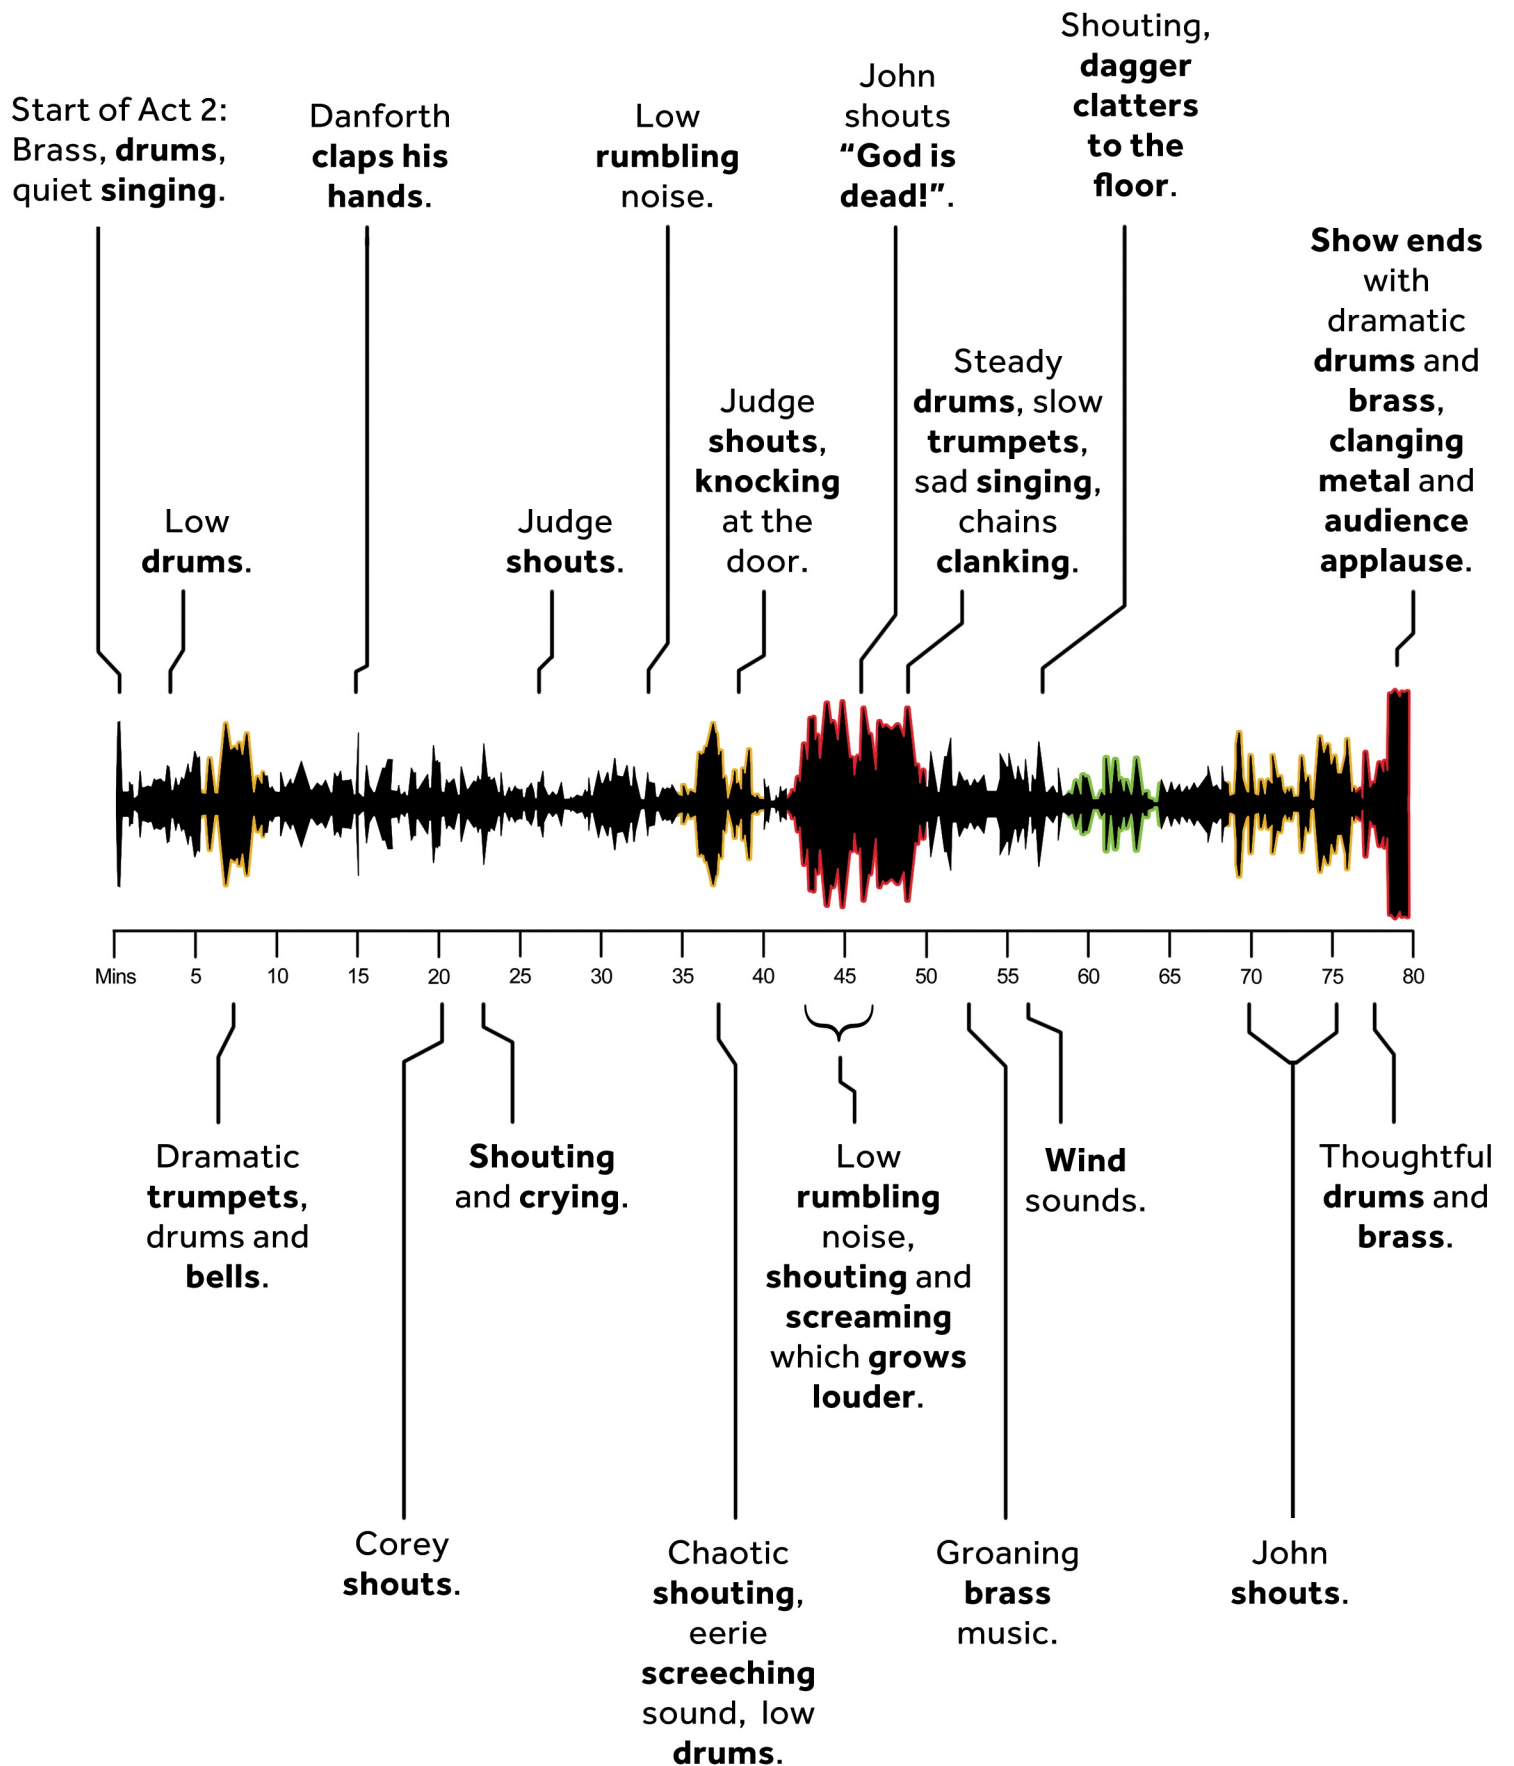 Start of Act 2:
Brass, drums,
quiet singing.
Danforth
claps his
hands.
Low
rumbling
noise.
John
shouts
“God is
dead!”.
Shouting,
dagger
clatters
to the
floor.
Show ends
with
dramatic
drums and
brass,
clanging
metal and
audience
applause.
Low
drums.
Judge
shouts.
Judge
shouts,
knocking
at the
door.
Steady
drums, slow
trumpets,
sad singing,
chains
clanking.
Mins 5 10 15 20 25 30 35 40 45 50 55 60 65 70 75 80
Dramatic
trumpets,
drums and
bells.
Shouting
and crying.
Low
rumbling
noise,
shouting and
screaming
which grows
louder.
Wind
sounds.
Thoughtful
drums and
brass.
Corey
shouts.
Chaotic
shouting,
eerie
screeching
sound, low
drums.
Groaning
brass
music.
John
shouts.